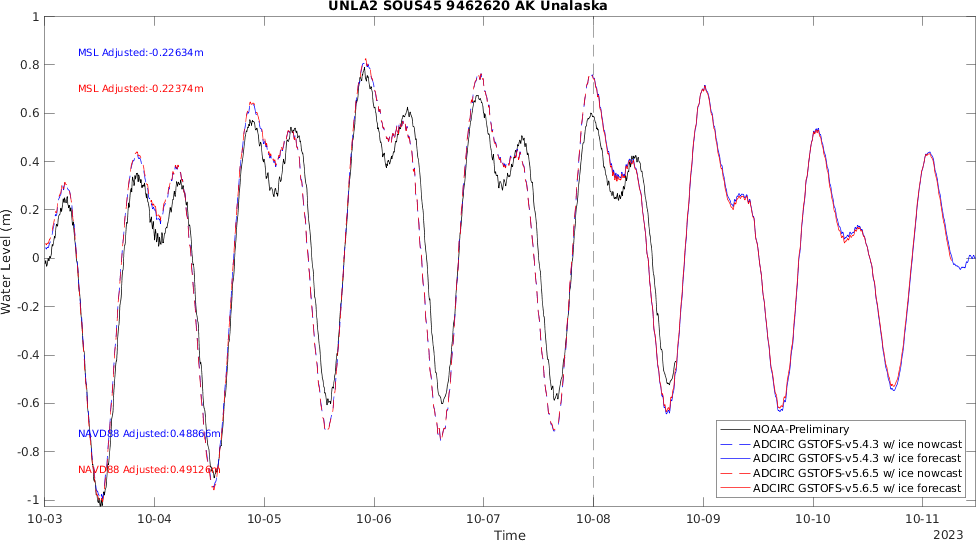 UNLA2 SOUS45 9462620 AK Unalaska
MSL Adjusted:-0.22634m
MSL Adjusted:-0.22374m
NAVD88 Adjusted:0.48866m
NAVD88 Adjusted:0.49126m
Water Level (m)
1
0.8
0.6
0.4
0.2
0
-0.2
-0.4
-0.6
-0.8
-1
NOAA-Preliminary
ADCIRC GSTOFS-v5.4.3 w/ ice nowcast
ADCIRC GSTOFS-v5.4.3 w/ ice forecast
ADCIRC GSTOFS-v5.6.5 w/ ice nowcast
ADCIRC GSTOFS-v5.6.5 w/ ice forecast
10-03 10-04 10-05 10-06 10-07 10-08 10-09 10-10 10-11
Time
2023